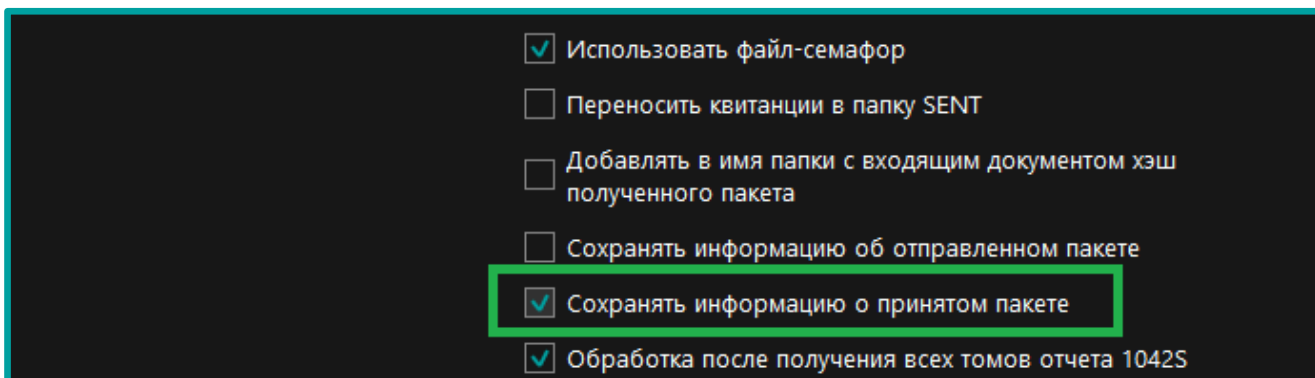 Использовать файл-семафор
Переносить квитанции в папку SENT
Добавлять в имя папки с входящим документом хэш
полученного пакета
Сохранять информацию об отправленном пакете
Сохранять информацию о принятом пакете
Обработка после получения всех томов отчета 1042S